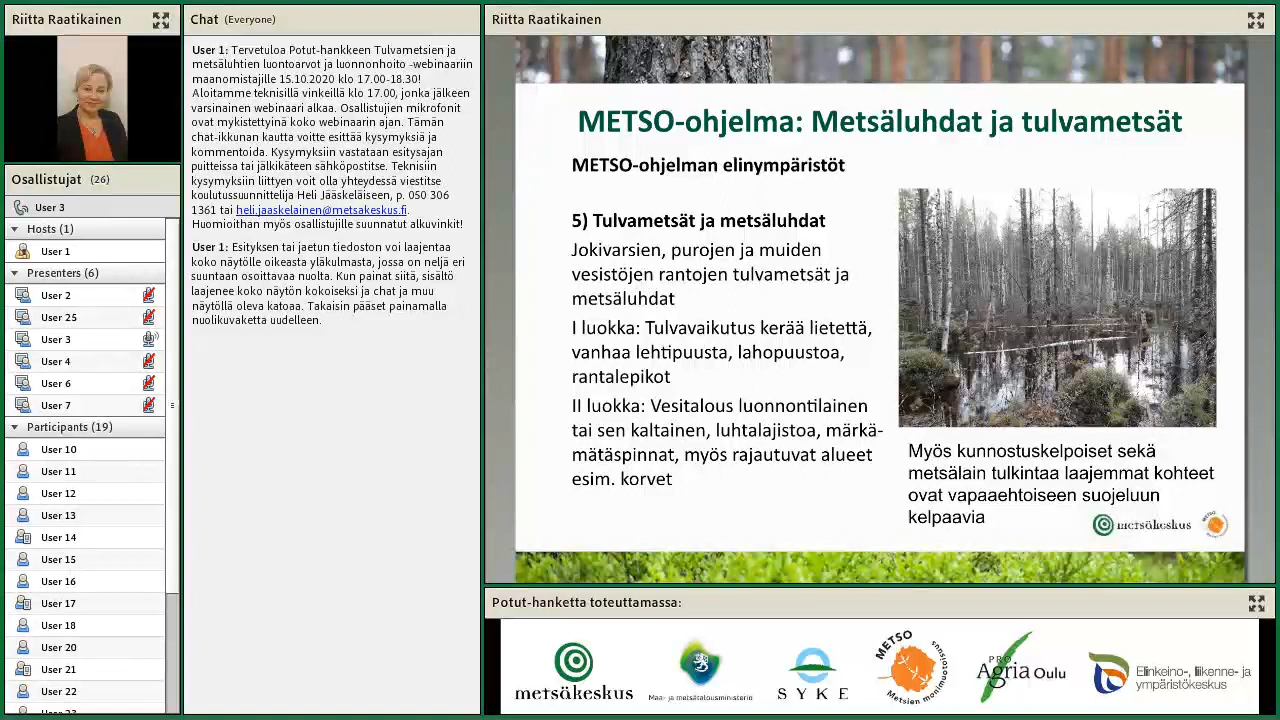 Riitta Raatikainen
Osallistujat (26)
User 3
Hosts (1)
User 1
Presenters (6)
User 2
User 25
User 3
User 4
User 6
User 7
Participants (19)
User 10
User 11
User 12
User 13
User 14
User 15
User 16
User 17
User 18
User 20
User 21
User 22
Chat (Everyone)
User 1: Tervetuloa Potut-hankkeen Tulvametsien ja
metsäluhtien luontoarvot ja luonnonhoito -webinaariin
maanomistajille 15.10.2020 klo 17.00-18.30!
Aloitamme teknisillä vinkeillä klo 17.00, jonka jälkeen
varsinainen webinaari alkaa. Osallistujien mikrofonit
ovat mykistettyinä koko webinaarin ajan. Tämän
chat-ikkunan kautta voitte esittää kysymyksiä ja
kommentoida. Kysymyksiin vastataan esitysajan
puitteissa tai jälkikäteen sähköpostitse. Teknisiin
kysymyksiin liittyen voit olla yhteydessä viestitse
koulutussuunnittelija Heli Jääskeläiseen, p. 050 306
1361 tai heli.jaaskelainen@metsakeskus.fi.
Huomioithan myös osallistujille suunnatut alkuvinkit!
User 1: Esityksen tai jaetun tiedoston voi laajentaa
koko näytölle oikeasta yläkulmasta, jossa on neljä eri
suuntaan osoittavaa nuolta. Kun painat siitä, sisältö
laajenee koko näytön kokoiseksi ja chat ja muu
näytöllä oleva katoaa. Takaisin pääset painamalla
nuolikuvaketta uudelleen.
Riitta Raatikainen
METSO-ohjelma: Metsäluhdat ja tulvametsät
METSO-ohjelman elinympäristöt
5) Tulvametsät ja metsäluhdat
Jokivarsien, purojen ja muiden
vesistöjen rantojen tulvametsät ja
metsäluhdat
I luokka: Tulvavaikutus kerää lietettä,
vanhaa lehtipuusta, lahopuustoa,
rantalepikot
II luokka: Vesitalous luonnontilainen
tai sen kaltainen, luhtalajistoa, märkä-
mätäspinnat, myös rajautuvat alueet
esim. korvet
Myös kunnostuskelpoiset sekä
metsälain tulkintaa laajemmat kohteet
ovat vapaaehtoiseen suojeluun
kelpaavia
metsäkeskus
Potut-hanketta toteuttamassa:
metsäkeskus
Maa- ja metsätalousministeriö
SYKE
METSO
Metsien monimuotoisuus
PRO
Agria Oulu
Elinkeino-, liikenne- ja
ympäristökeskus